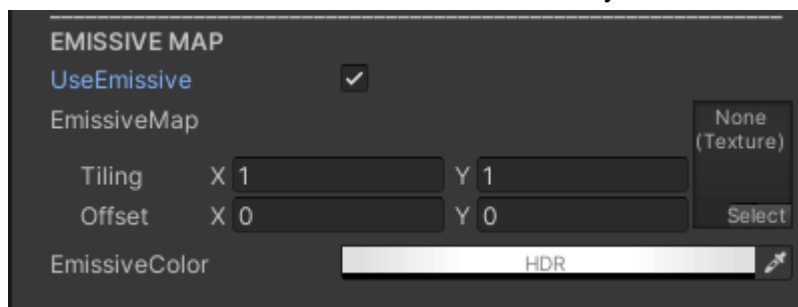 EMISSIVE MAP
UseEmissive
EmissiveMap
None
(Texture)
Tiling X 1 Y 1
Offset X 0 Y 0
Select
EmissiveColor HDR